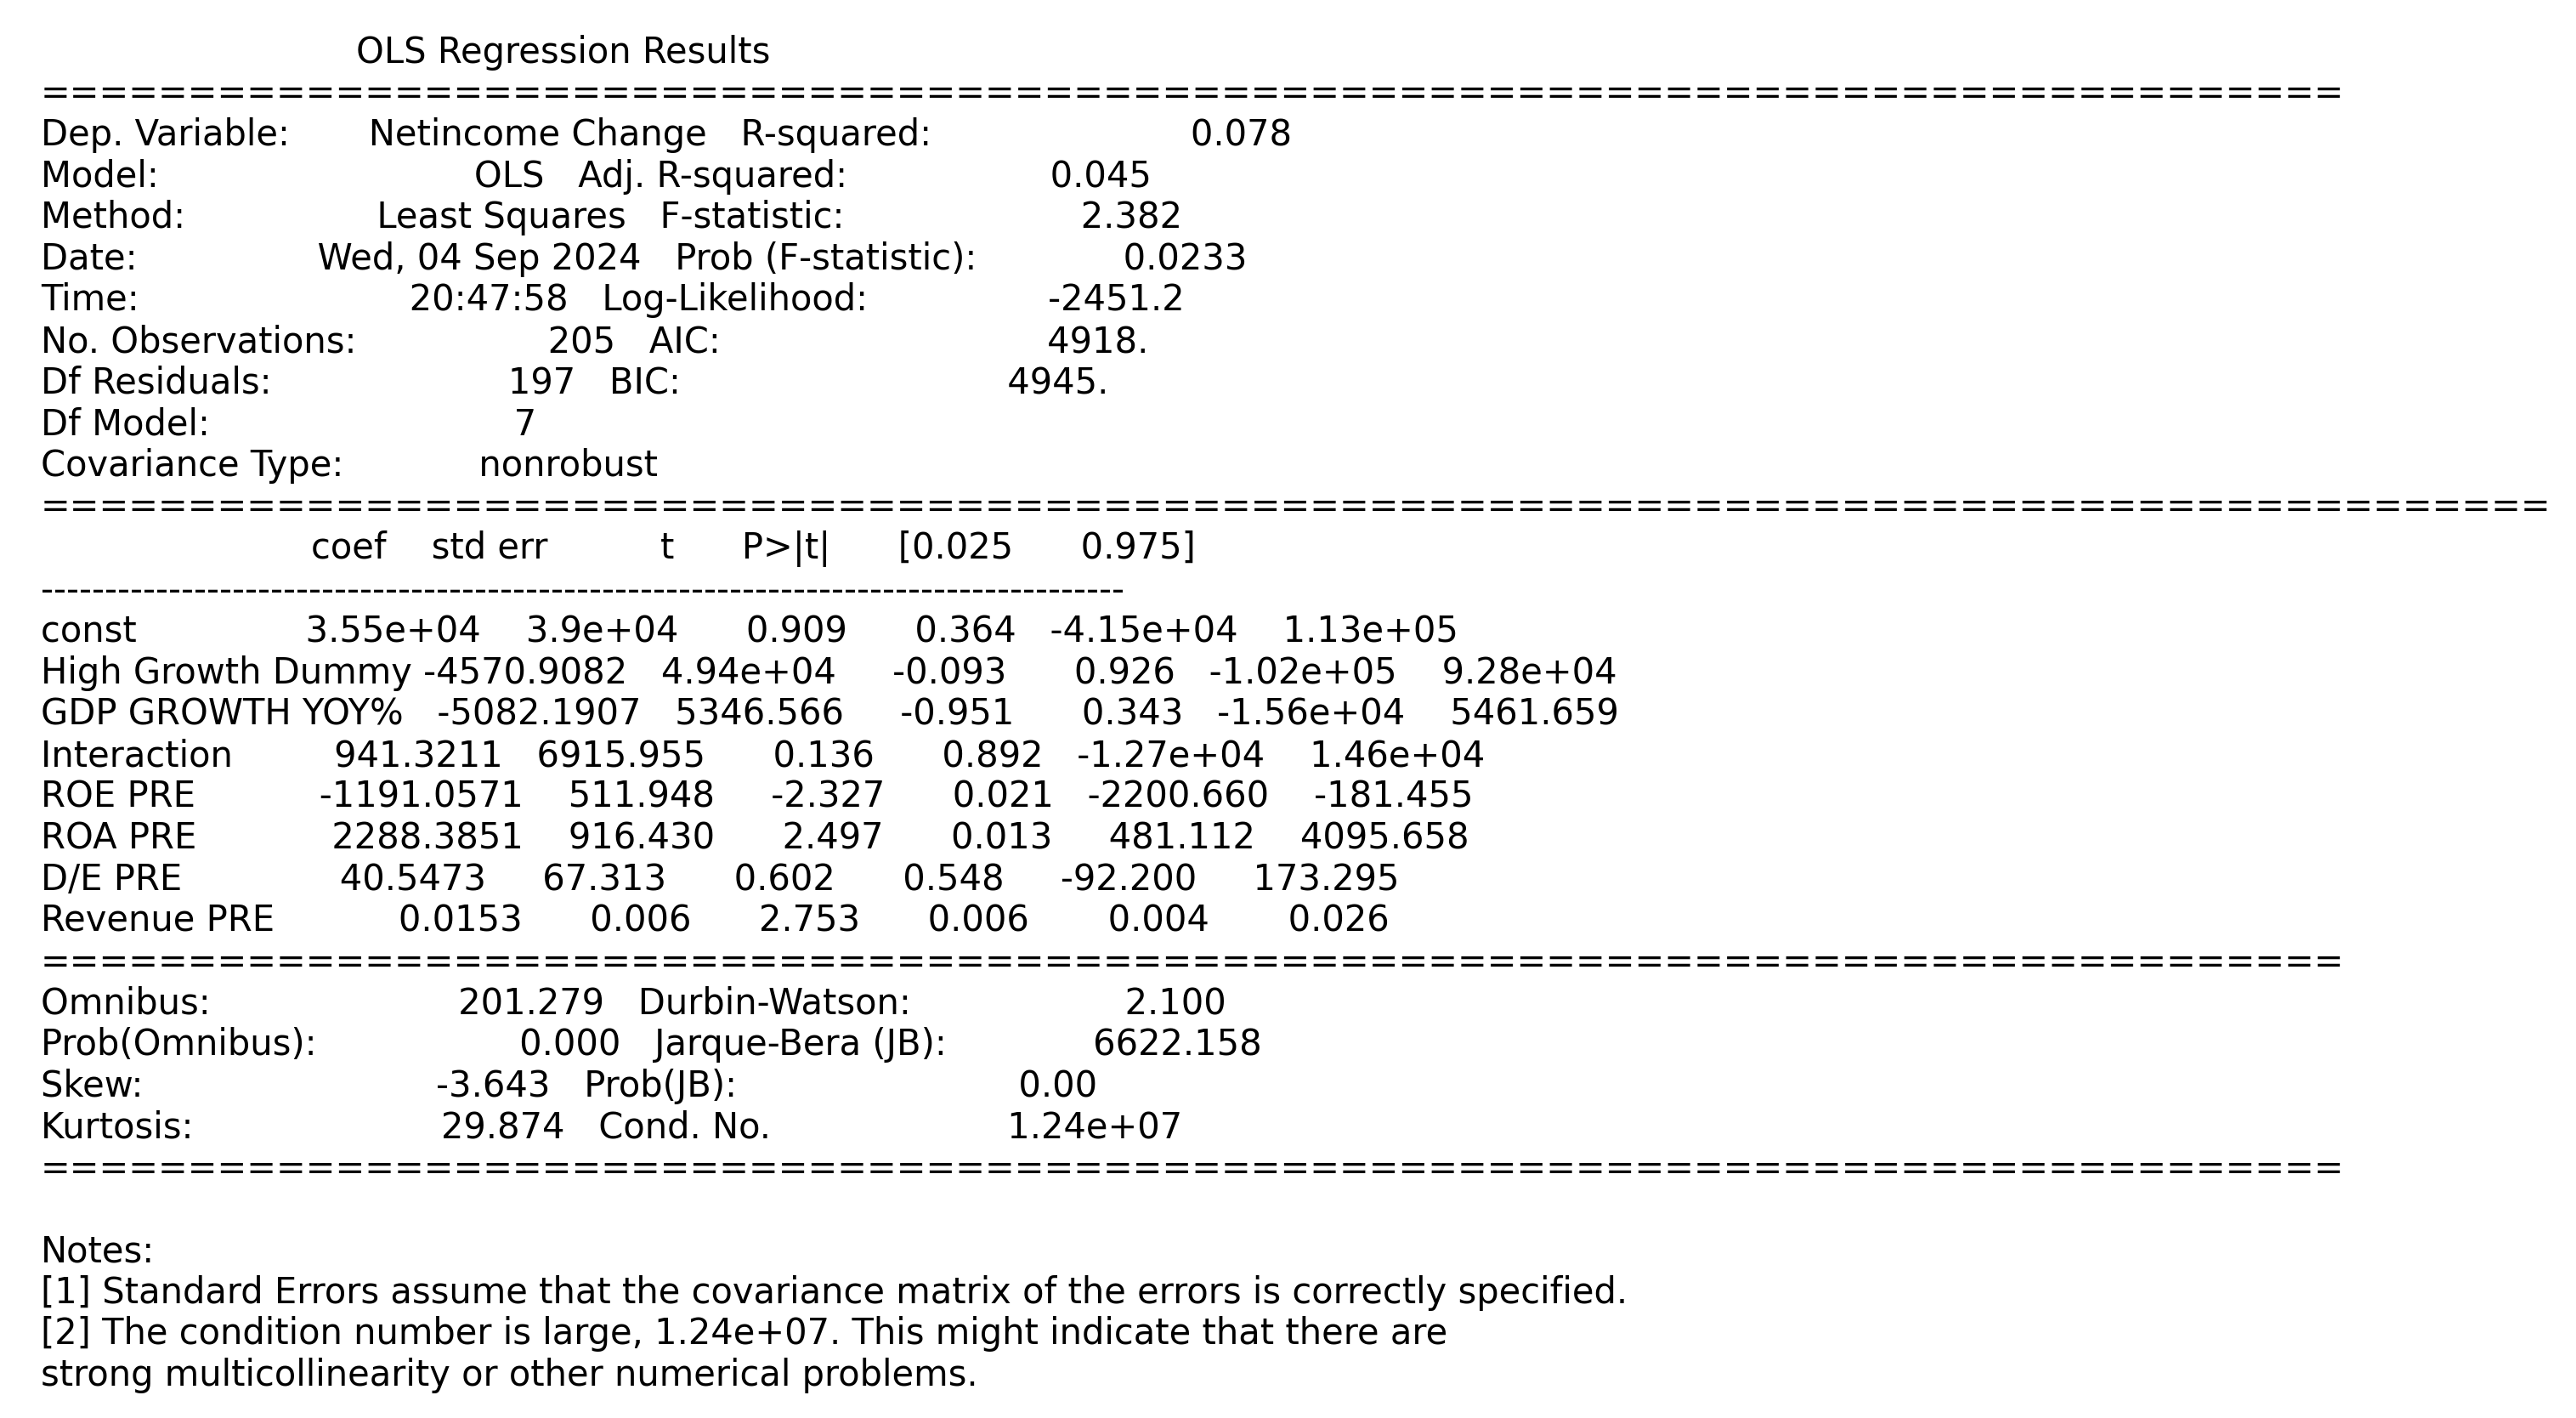 OLS Regression Results
==============================================================================
Dep. Variable: Netincome Change R-squared: 0.078
Model: OLS Adj. R-squared: 0.045
Method: Least Squares F-statistic: 2.382
Date: Wed, 04 Sep 2024 Prob (F-statistic): 0.0233
Time: 20:47:58 Log-Likelihood: -2451.2
No. Observations: 205 AIC: 4918.
Df Residuals: 197 BIC: 4945.
Df Model: 7
Covariance Type: nonrobust
=====================================================================================
coef std err t P>|t| [0.025 0.975]
-------------------------------------------------------------------------------------
const 3.55e+04 3.9e+04 0.909 0.364 -4.15e+04 1.13e+05
High Growth Dummy -4570.9082 4.94e+04 -0.093 0.926 -1.02e+05 9.28e+04
GDP GROWTH YOY% -5082.1907 5346.566 -0.951 0.343 -1.56e+04 5461.659
Interaction 941.3211 6915.955 0.136 0.892 -1.27e+04 1.46e+04
ROE PRE -1191.0571 511.948 -2.327 0.021 -2200.660 -181.455
ROA PRE 2288.3851 916.430 2.497 0.013 481.112 4095.658
D/E PRE 40.5473 67.313 0.602 0.548 -92.200 173.295
Revenue PRE 0.0153 0.006 2.753 0.006 0.004 0.026
==============================================================================
Omnibus: 201.279 Durbin-Watson: 2.100
Prob(Omnibus): 0.000 Jarque-Bera (JB): 6622.158
Skew: -3.643 Prob(JB): 0.00
Kurtosis: 29.874 Cond. No. 1.24e+07
==============================================================================
Notes:
[1] Standard Errors assume that the covariance matrix of the errors is correctly specified.
[2] The condition number is large, 1.24e+07. This might indicate that there are
strong multicollinearity or other numerical problems.